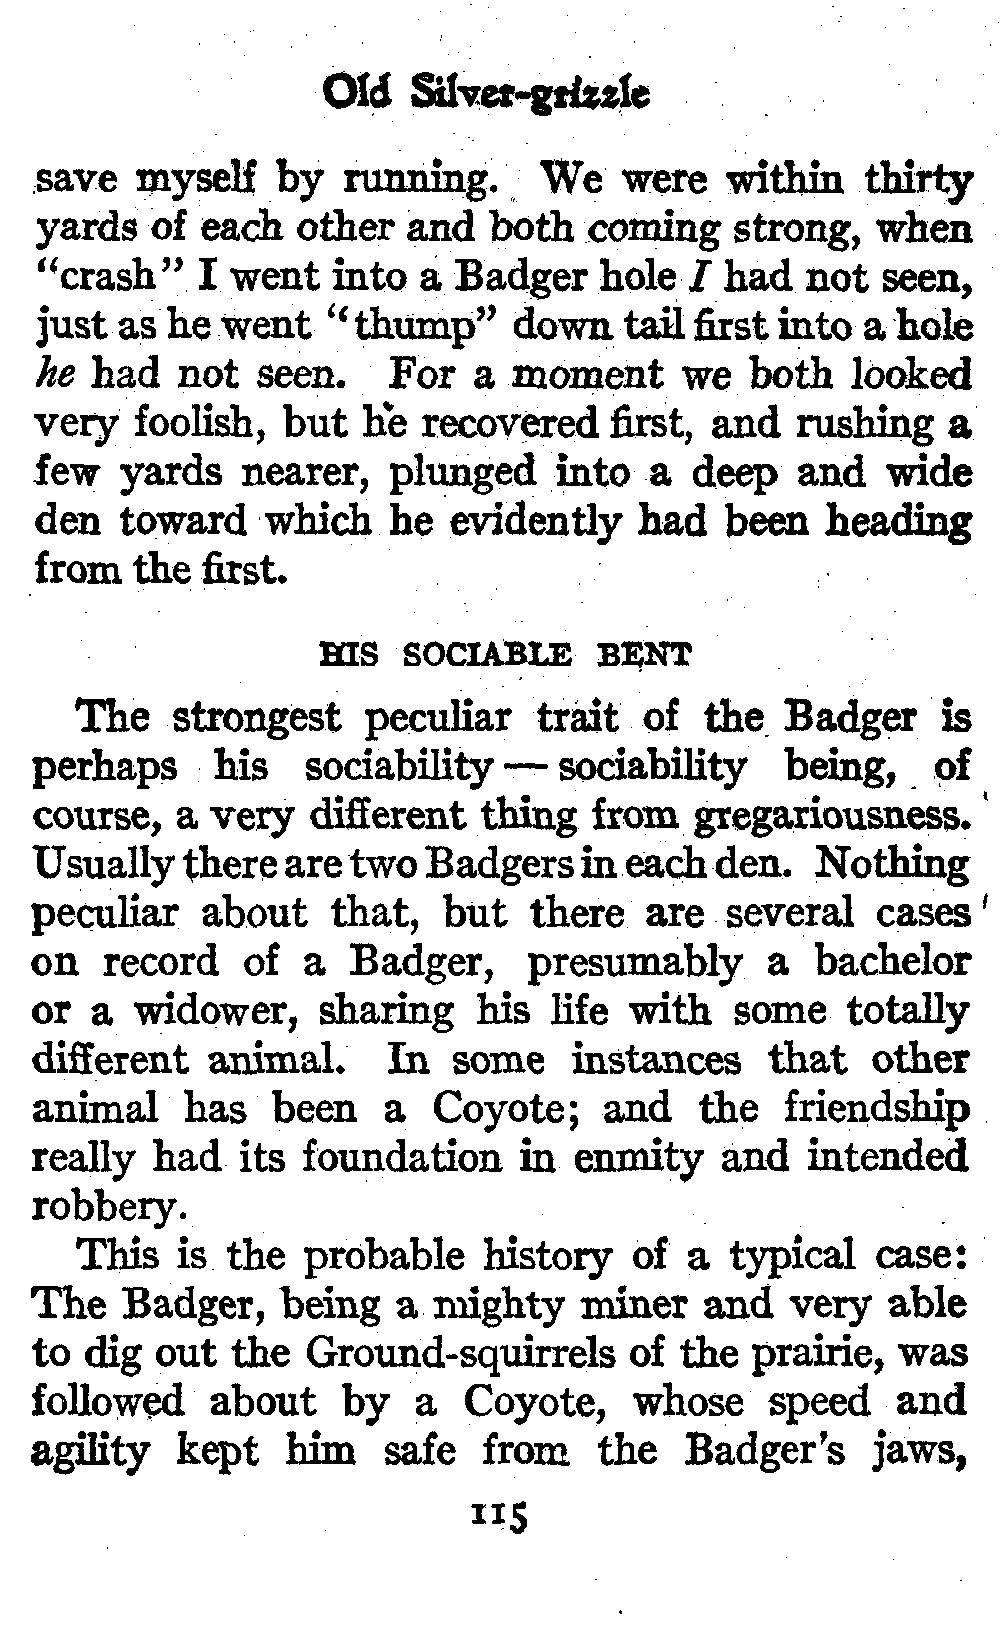 Old Silver-grizzle
save myself by running. We were within thirty
yards of each other and both coming strong, when
“crash” I went into a Badger hole I had not seen,
just as he went “thump” down tail first into a hole
he had not seen. For a moment we both looked
very foolish, but he recovered first, and rushing a
few yards nearer, plunged into a deep and wide
den toward which he evidently had been heading
from the first.
HIS SOCIABLE BENT
The strongest peculiar trait of the Badger is
perhaps his sociability — sociability being, of
course, a very different thing from gregariousness.
Usually there are two Badgers in each den. Nothing
peculiar about that, but there are several cases
on record of a Badger, presumably a bachelor
or a widower, sharing his life with some totally
different animal. In some instances that other
animal has been a Coyote; and the friendship
really had its foundation in enmity and intended
robbery.
This is the probable history of a typical case:
The Badger, being a mighty miner and very able
to dig out the Ground-squirrels of the prairie, was
followed about by a Coyote, whose speed and
agility kept him safe from the Badger’s jaws,
115